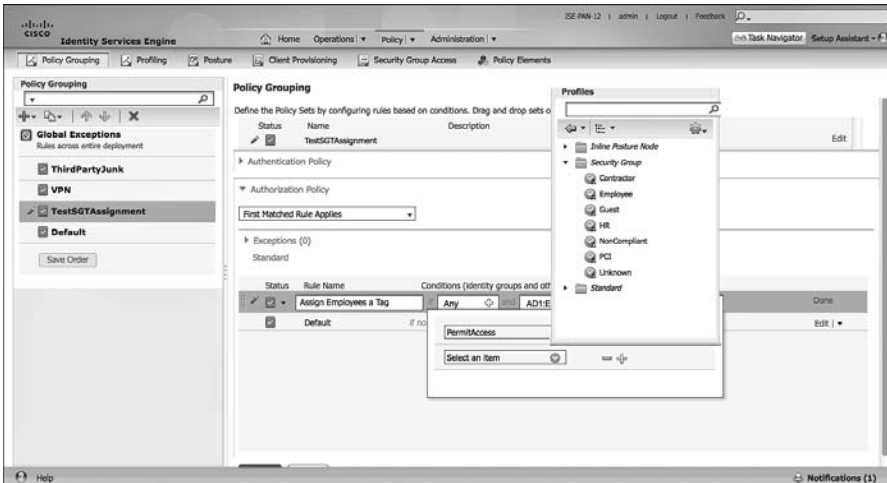 ISE-PAN-12 | admin | Logout | Feedback
CISCO Identity Services Engine
Home Operations Policy Administration
Task Navigator Setup Assistant
Policy Grouping Profiling Posture Client Provisioning Security Group Access Policy Elements
Policy Grouping
Global Exceptions
Rules across entire deployment
ThirdPartyJunk
VPN
TestSGTAssignment
Default
Save Order
Policy Grouping
Define the Policy Sets by configuring rules based on conditions. Drag and drop sets o
Status Name Description
TestSGTAssignment Edit
Authentication Policy
Authorization Policy
First Matched Rule Applies
Exceptions (0)
Standard
Status Rule Name Conditions (identity groups and oth
Assign Employees a Tag if Any and AD1:E Done
Default if no Edit
PermitAccess
Select an item
Profiles
Inline Posture Node
Security Group
Contractor
Employee
Guest
HR
NonCompliant
PCI
Unknown
Standard
Help
Notifications (1)